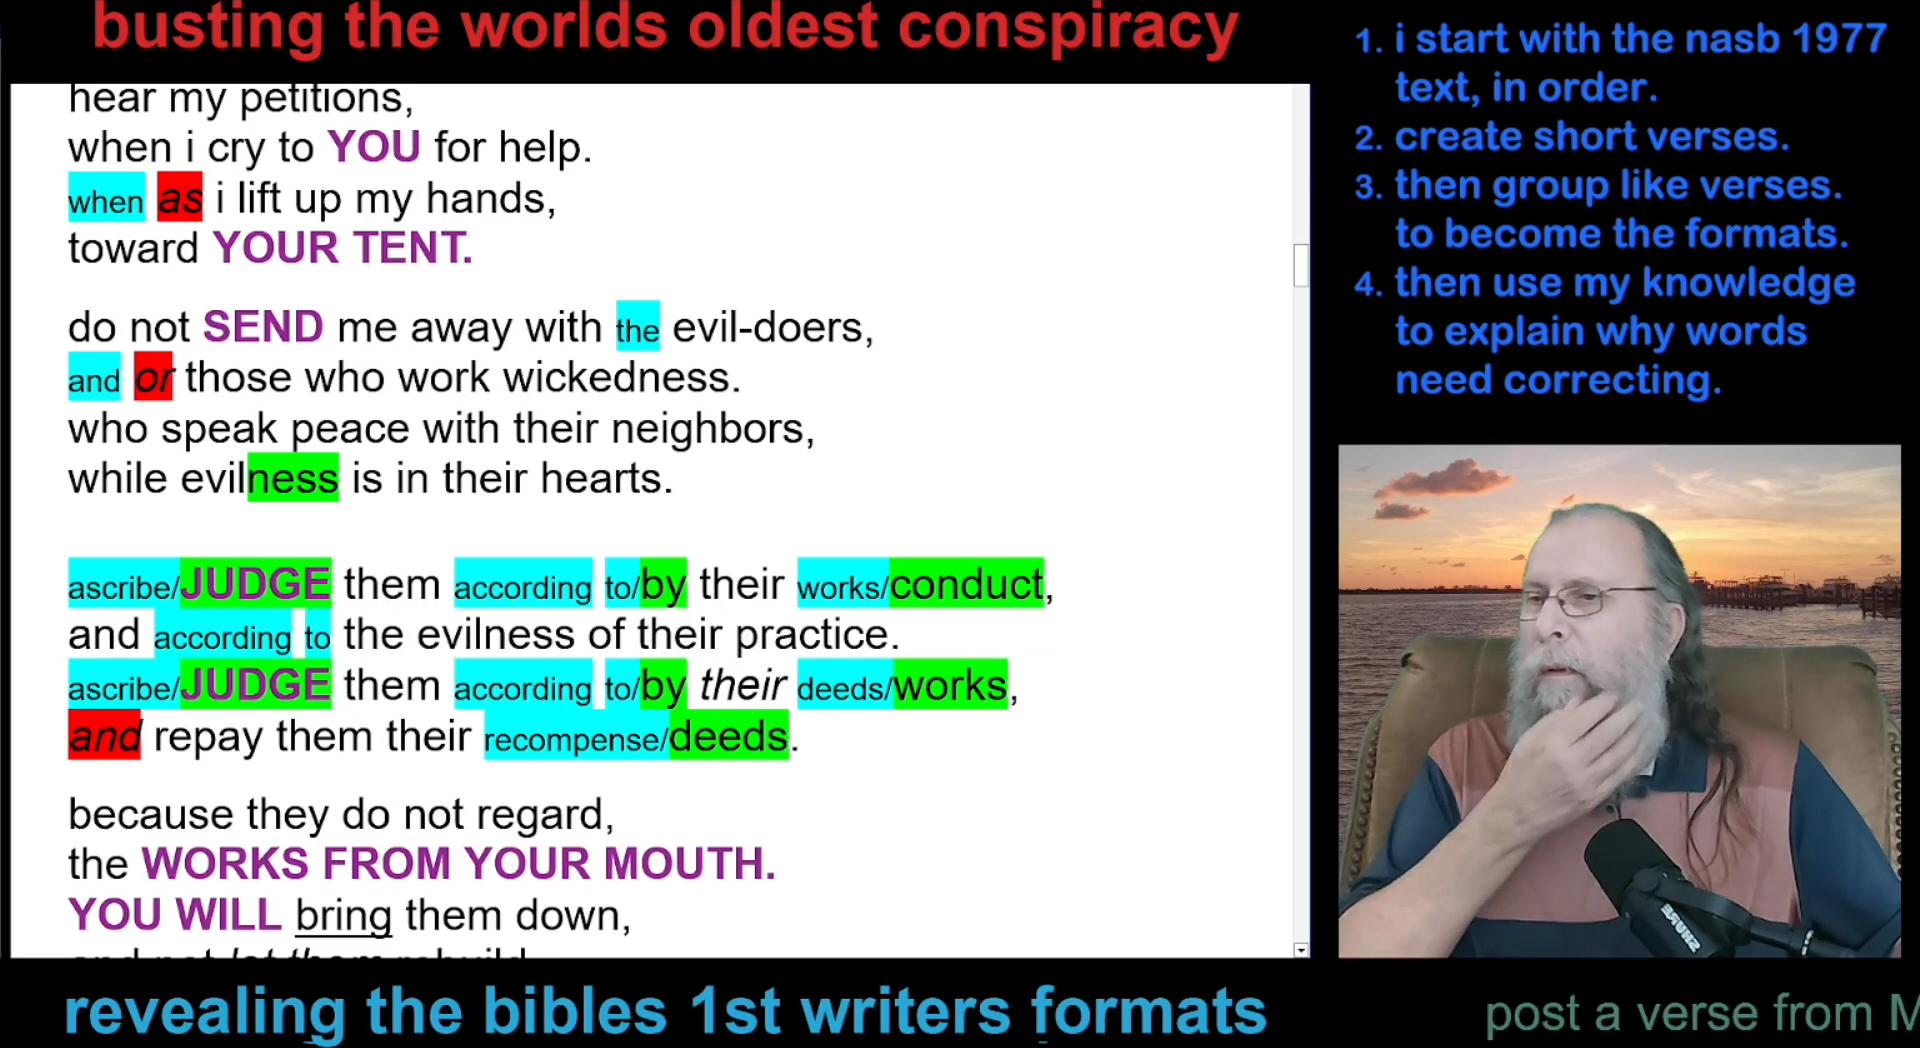 busting the worlds oldest conspiracy
hear my petitions,
when i cry to YOU for help.
when as i lift up my hands,
toward YOUR TENT.
do not SEND me away with the evil-doers,
and or those who work wickedness.
who speak peace with their neighbors,
while evilness is in their hearts.
ascribe/JUDGE them according to/by their works/conduct,
and according to the evilness of their practice.
ascribe/JUDGE them according to/by their deeds/works,
and repay them their recompense/deeds.
because they do not regard,
the WORKS FROM YOUR MOUTH.
YOU WILL bring them down,
and not let them rebuild
1. i start with the nasb 1977
text, in order.
2. create short verses.
3. then group like verses.
to become the formats.
4. then use my knowledge
to explain why words
need correcting.
SHURE
revealing the bibles 1st writers formats
post a verse from M